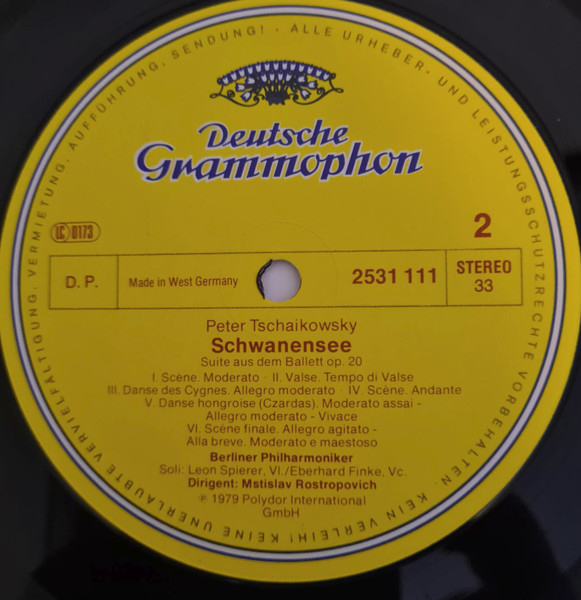 Deutsche
Grammophon
LC 0173
2
D. P.
Made in West Germany
2531 111
STEREO
33
Peter Tschaikowsky
Schwanensee
Suite aus dem Ballett op. 20
I. Scène. Moderato · II. Valse. Tempo di Valse
III. Danse des Cygnes. Allegro moderato · IV. Scène. Andante
V. Danse hongroise (Czardas). Moderato assai -
Allegro moderato - Vivace
VI. Scène finale. Allegro agitato -
Alla breve. Moderato e maestoso
Berliner Philharmoniker
Soli: Leon Spierer, Vl./Eberhard Finke, Vc.
Dirigent: Mstislav Rostropovich
℗ 1979 Polydor International
GmbH
ALLE URHEBER- UND LEISTUNGSSCHUTZRECHTE VORBEHALTEN. KEIN VERLEIH! KEINE UNERLAUBTE VERVIELFÄLTIGUNG, VERMIETUNG, AUFFÜHRUNG, SENDUNG! ·